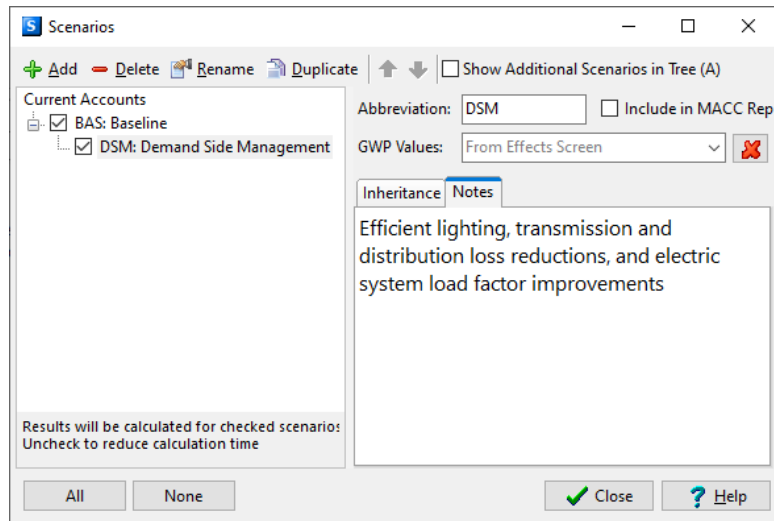 S Scenarios
Add Delete Rename Duplicate Show Additional Scenarios in Tree (A)
Current Accounts
BAS: Baseline
DSM: Demand Side Management
Results will be calculated for checked scenarios
Uncheck to reduce calculation time
Abbreviation: DSM Include in MACC Rep
GWP Values: From Effects Screen
Inheritance Notes
Efficient lighting, transmission and
distribution loss reductions, and electric
system load factor improvements
All None Close ? Help